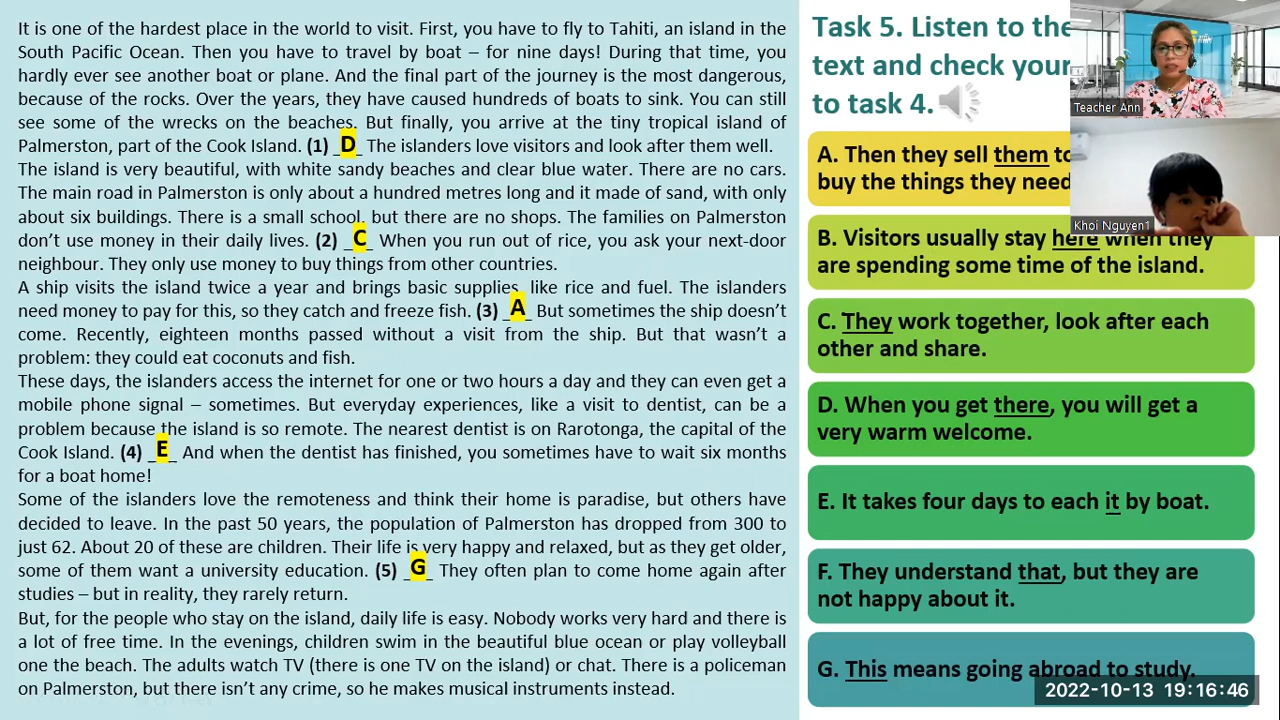 It is one of the hardest place in the world to visit. First, you have to fly to Tahiti, an island in the
South Pacific Ocean. Then you have to travel by boat – for nine days! During that time, you
hardly ever see another boat or plane. And the final part of the journey is the most dangerous,
because of the rocks. Over the years, they have caused hundreds of boats to sink. You can still
see some of the wrecks on the beaches. But finally, you arrive at the tiny tropical island of
Palmerston, part of the Cook Island. (1) _D_ The islanders love visitors and look after them well.
The island is very beautiful, with white sandy beaches and clear blue water. There are no cars.
The main road in Palmerston is only about a hundred metres long and it made of sand, with only
about six buildings. There is a small school, but there are no shops. The families on Palmerston
don't use money in their daily lives. (2) _C_ When you run out of rice, you ask your next-door
neighbour. They only use money to buy things from other countries.
A ship visits the island twice a year and brings basic supplies, like rice and fuel. The islanders
need money to pay for this, so they catch and freeze fish. (3) _A_ But sometimes the ship doesn't
come. Recently, eighteen months passed without a visit from the ship. But that wasn't a
problem: they could eat coconuts and fish.
These days, the islanders access the internet for one or two hours a day and they can even get a
mobile phone signal – sometimes. But everyday experiences, like a visit to dentist, can be a
problem because the island is so remote. The nearest dentist is on Rarotonga, the capital of the
Cook Island. (4) _E_ And when the dentist has finished, you sometimes have to wait six months
for a boat home!
Some of the islanders love the remoteness and think their home is paradise, but others have
decided to leave. In the past 50 years, the population of Palmerston has dropped from 300 to
just 62. About 20 of these are children. Their life is very happy and relaxed, but as they get older,
some of them want a university education. (5) _G_ They often plan to come home again after
studies – but in reality, they rarely return.
But, for the people who stay on the island, daily life is easy. Nobody works very hard and there is
a lot of free time. In the evenings, children swim in the beautiful blue ocean or play volleyball
one the beach. The adults watch TV (there is one TV on the island) or chat. There is a policeman
on Palmerston, but there isn't any crime, so he makes musical instruments instead.
Task 5. Listen to the
text and check your
to task 4.
A. Then they sell them to
buy the things they need
B. Visitors usually stay here when they
are spending some time of the island.
C. They work together, look after each
other and share.
D. When you get there, you will get a
very warm welcome.
E. It takes four days to each it by boat.
F. They understand that, but they are
not happy about it.
G. This means going abroad to study.
Teacher Ann
Khoi Nguyen1
2022-10-13 19:16:46